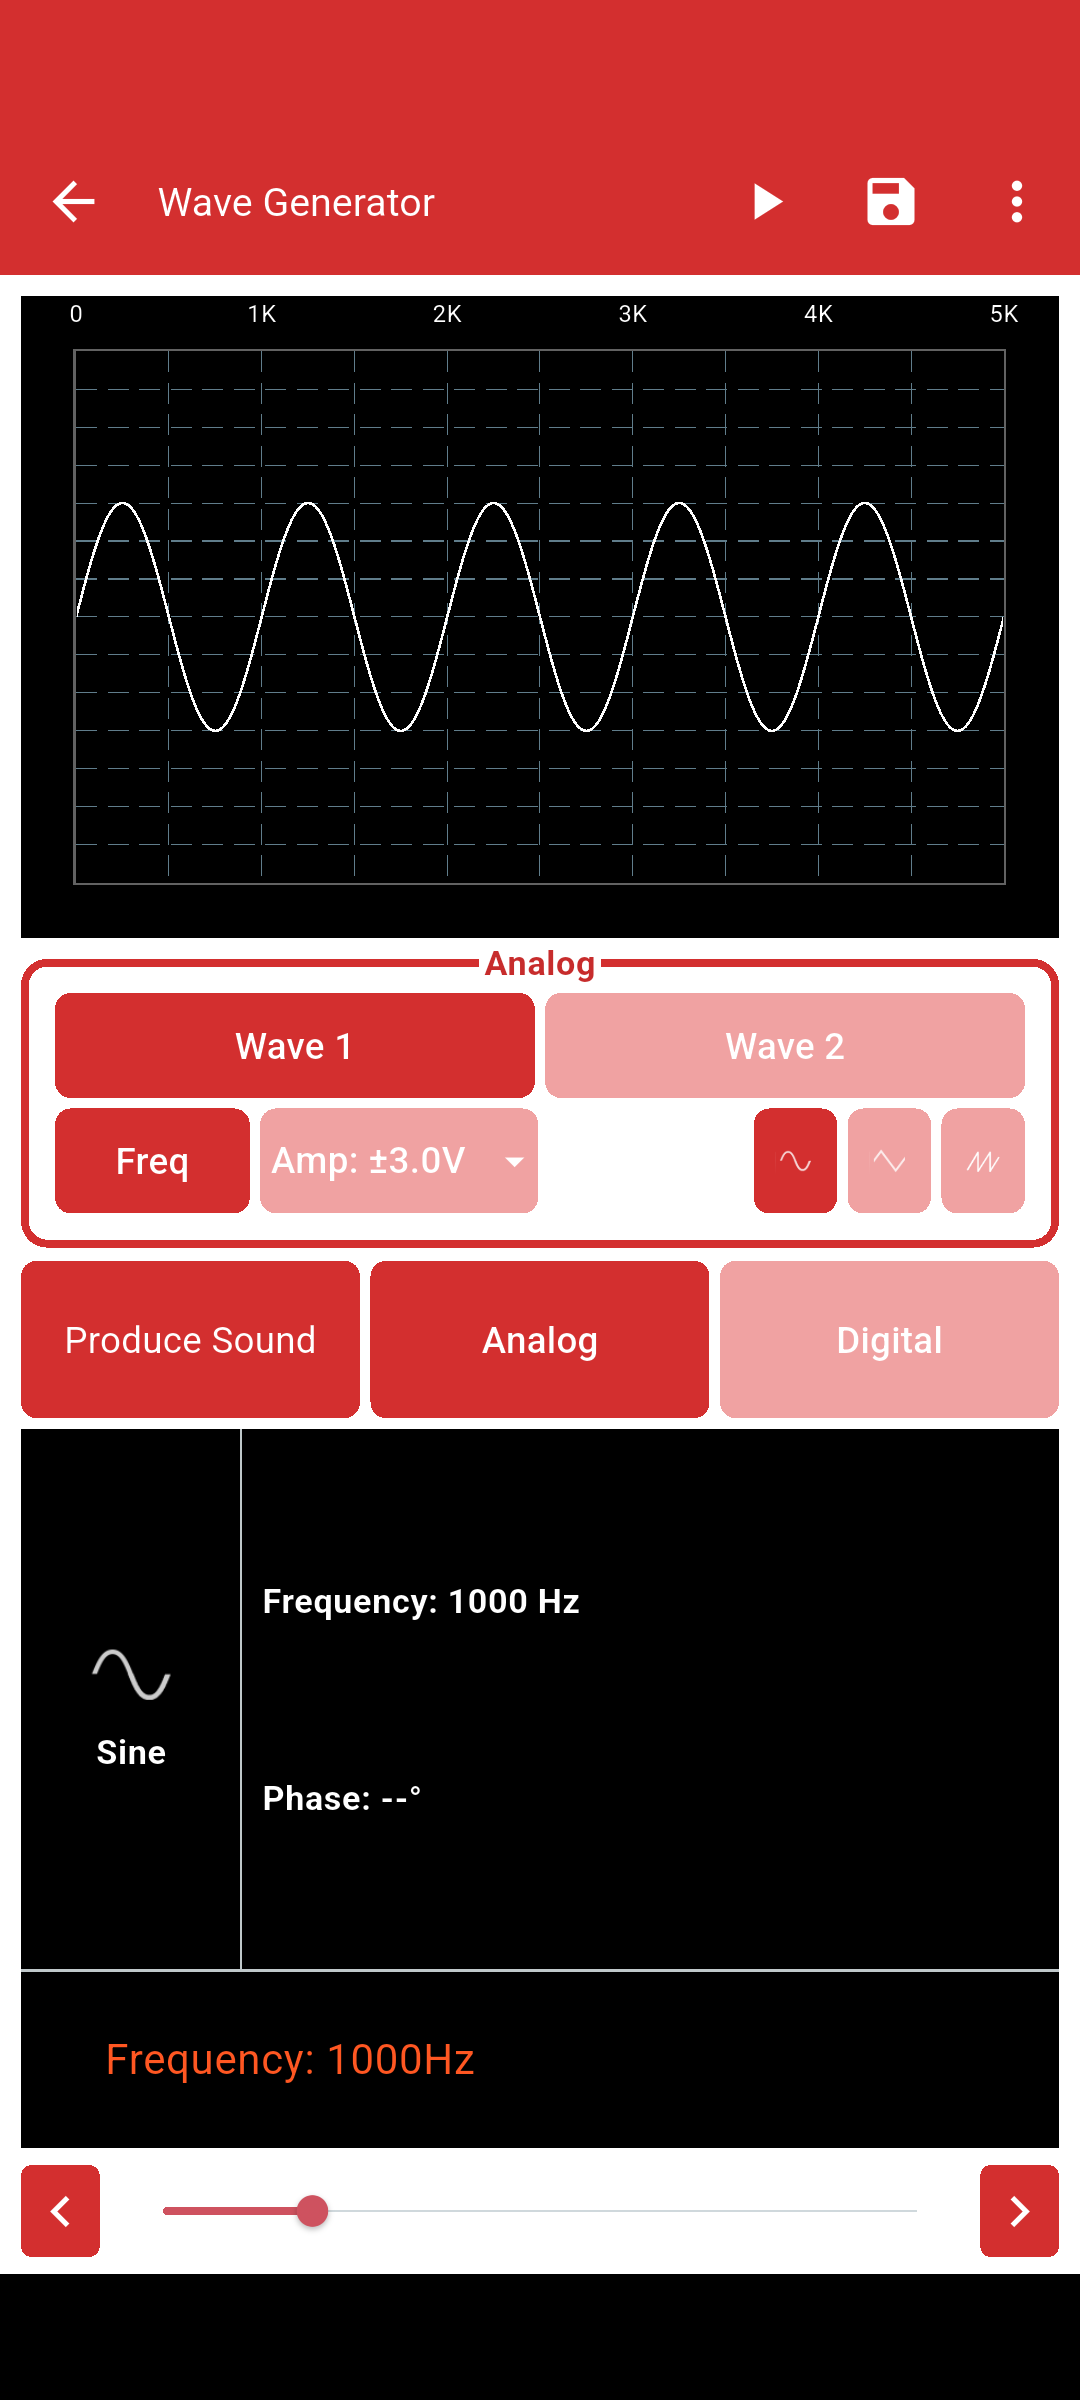 Wave Generator
0 1K 2K 3K 4K 5K
Analog
Wave 1 Wave 2
Freq Amp: ±3.0V
Produce Sound Analog Digital
Frequency: 1000 Hz
Sine
Phase: --°
Frequency: 1000Hz